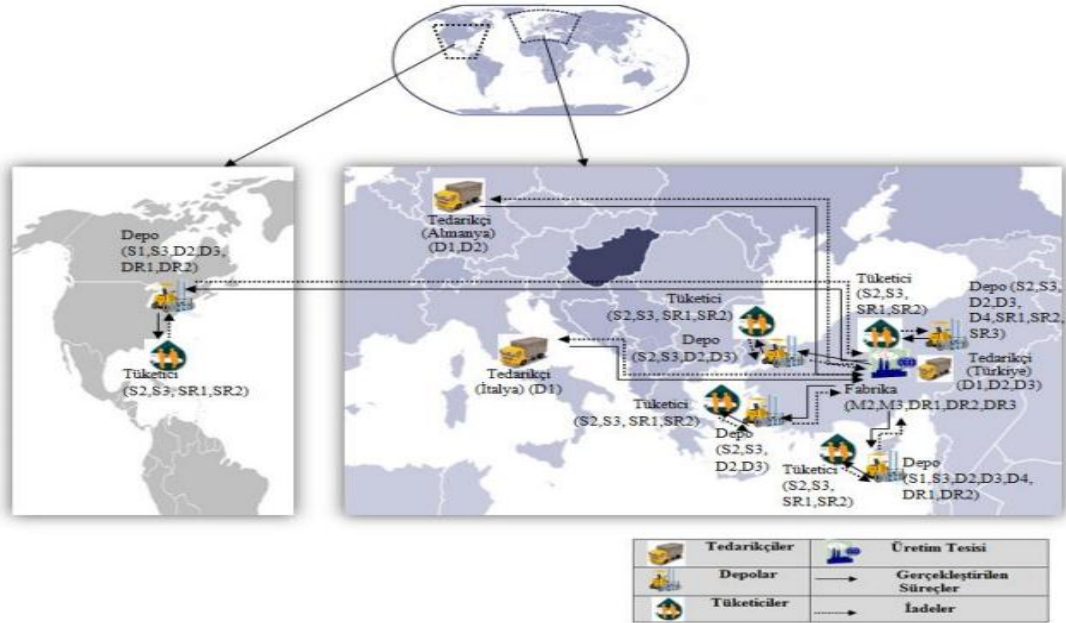 Depo
(S1,S3,D2,D3,
DR1,DR2)
Tüketici
(S2,S3, SR1,SR2)
Tedarikçi
(Almanya)
(D1,D2)
Tedarikçi
(İtalya) (D1)
Tüketici
(S2,S3, SR1,SR2)
Depo
(S2,S3,D2,D3)
Tüketici
(S2,S3,
SR1,SR2)
Depo (S2,S3,
D2,D3,
D4,SR1,SR2,
SR3)
Tedarikçi
(Türkiye)
(D1,D2,D3)
Fabrika
(M2,M3,DR1,DR2,DR3
Tüketici
(S2,S3, SR1,SR2)
Depo
(S2,S3,
D2,D3)
Tüketici
(S2,S3,
SR1,SR2)
Depo
(S1,S3,D2,D3,D4,
DR1,DR2)
Tedarikçiler
Üretim Tesisi
Depolar
Gerçekleştirilen
Süreçler
Tüketiciler
İadeler